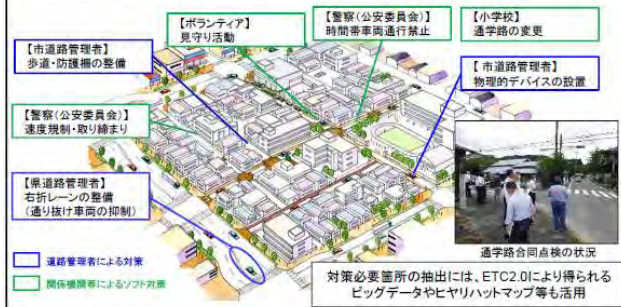 【ボランティア】
見守り活動
【警察(公安委員会)】
時間帯車両通行禁止
【小学校】
通学路の変更
【市道路管理者】
歩道・防護柵の整備
【市道路管理者】
物理的デバイスの設置
【警察(公安委員会)】
速度規制・取り締まり
【県道路管理者】
右折レーンの整備
(通り抜け車両の抑制)
通学路合同点検の状況
道路管理者による対策
関係機関等によるソフト対策
対策必要箇所の抽出には、ETC2.0により得られる
ビッグデータやヒヤリハットマップ等も活用